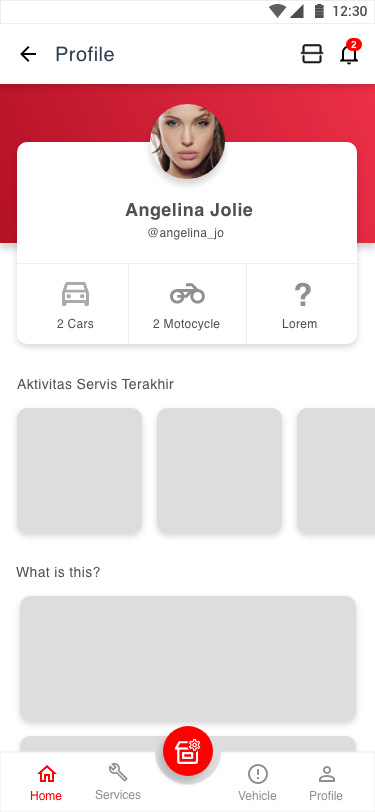 12:30
Profile
2
Angelina Jolie
@angelina_jo
2 Cars
2 Motocycle
?
Lorem
Aktivitas Servis Terakhir
What is this?
Home
Services
Vehicle
Profile